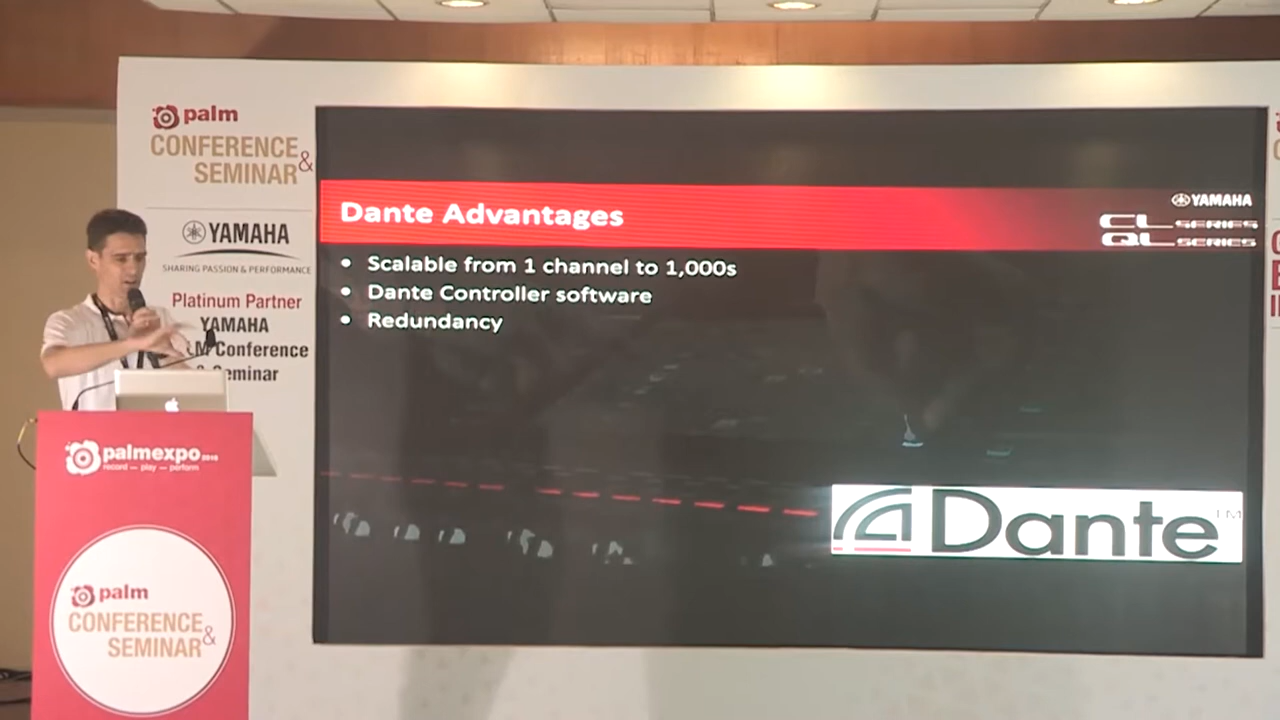 palm
CONFERENCE
& SEMINAR
YAMAHA
SHARING PASSION & PERFORMANCE
Platinum Partner
YAMAHA
Conference
Seminar
Dante Advantages
YAMAHA
CL SERIES
QL SERIES
• Scalable from 1 channel to 1,000s
• Dante Controller software
• Redundancy
Dante™
palmexpo
record — play — perform
palm
CONFERENCE
& SEMINAR